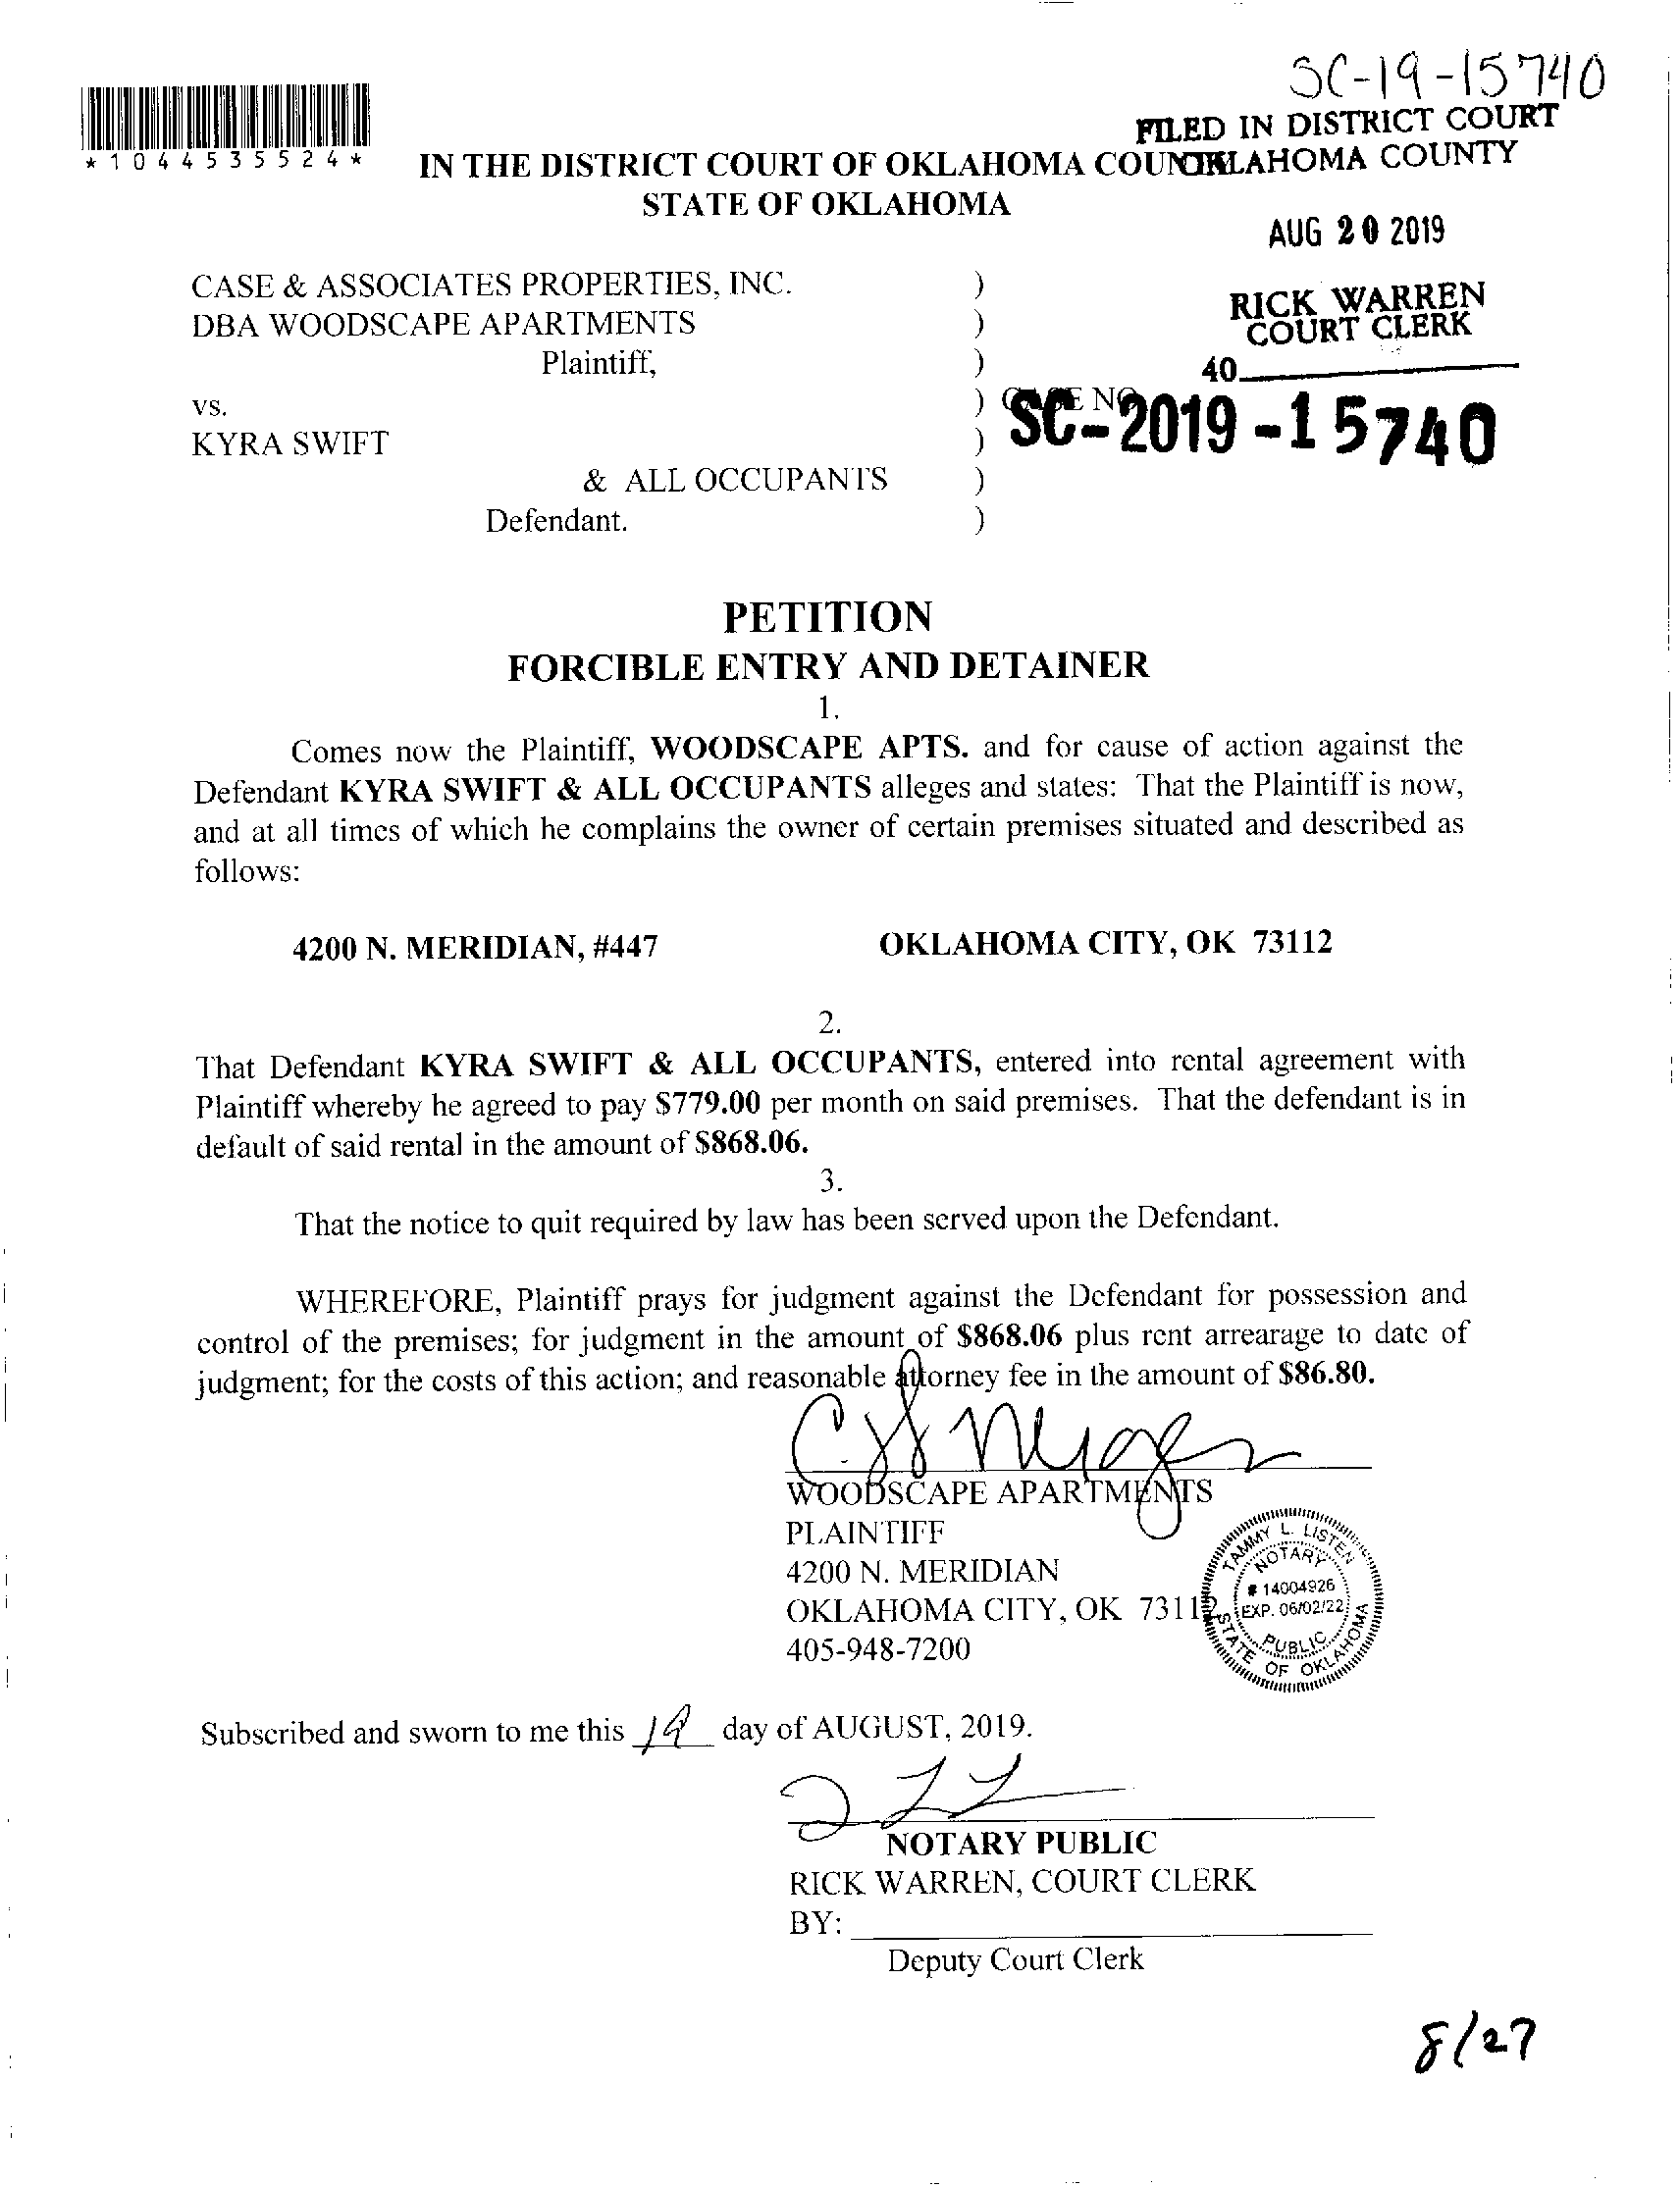 SC-19-15740
FILED IN DISTRICT COURT
OKLAHOMA COUNTY
*1044535524*
IN THE DISTRICT COURT OF OKLAHOMA COUNTY
STATE OF OKLAHOMA
AUG 20 2019
CASE & ASSOCIATES PROPERTIES, INC. )
DBA WOODSCAPE APARTMENTS )
RICK WARREN
COURT CLERK
Plaintiff, )
40
vs. ) CASE NO
SC-2019-15740
KYRA SWIFT )
& ALL OCCUPANTS )
Defendant. )
PETITION
FORCIBLE ENTRY AND DETAINER
1.
Comes now the Plaintiff, WOODSCAPE APTS. and for cause of action against the
Defendant KYRA SWIFT & ALL OCCUPANTS alleges and states: That the Plaintiff is now,
and at all times of which he complains the owner of certain premises situated and described as
follows:
4200 N. MERIDIAN, #447 OKLAHOMA CITY, OK 73112
2.
That Defendant KYRA SWIFT & ALL OCCUPANTS, entered into rental agreement with
Plaintiff whereby he agreed to pay $779.00 per month on said premises. That the defendant is in
default of said rental in the amount of $868.06.
3.
That the notice to quit required by law has been served upon the Defendant.
WHEREFORE, Plaintiff prays for judgment against the Defendant for possession and
control of the premises; for judgment in the amount of $868.06 plus rent arrearage to date of
judgment; for the costs of this action; and reasonable attorney fee in the amount of $86.80.
WOODSCAPE APARTMENTS
PLAINTIFF
4200 N. MERIDIAN
OKLAHOMA CITY, OK 73112
405-948-7200
TAMMY L. LISTEN
NOTARY
# 14004926
EXP. 06/02/22
PUBLIC
STATE OF OKLAHOMA
Subscribed and sworn to me this 19 day of AUGUST, 2019.
NOTARY PUBLIC
RICK WARREN, COURT CLERK
BY:
Deputy Court Clerk
8/27